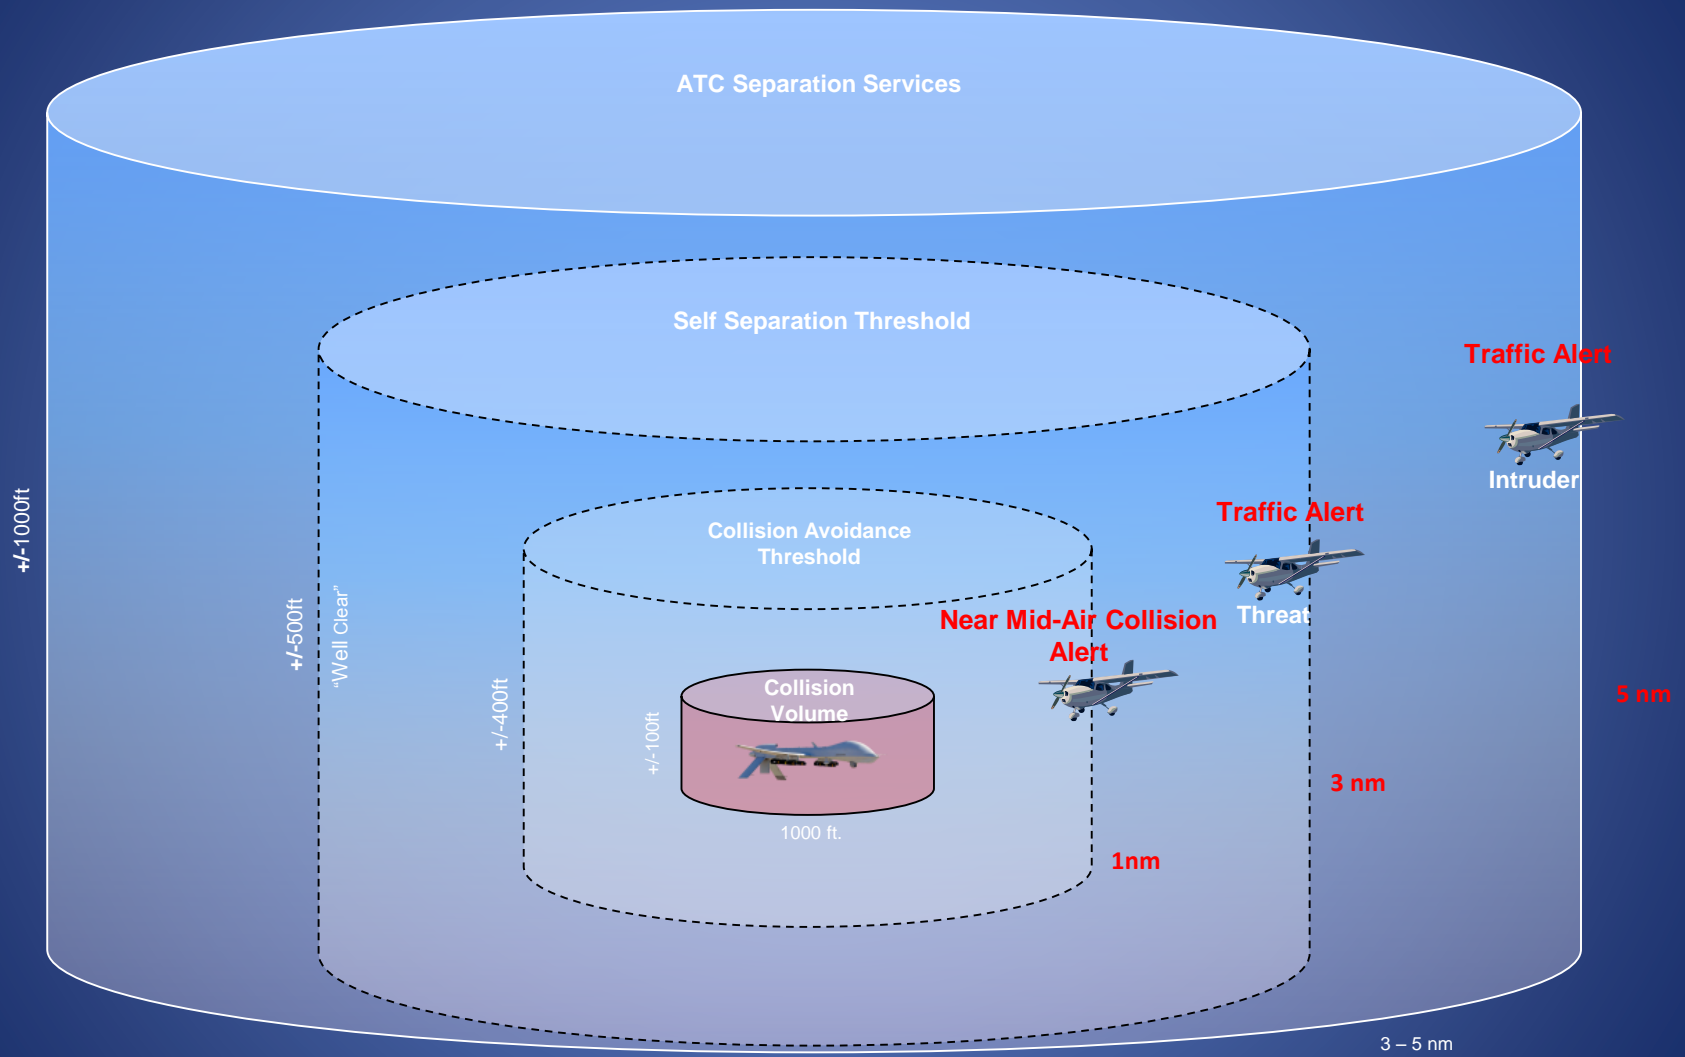 ATC Separation Services
Self Separation Threshold
Traffic Alert
Intruder
+/-1000ft
Traffic Alert
Threat
Collision Avoidance
Threshold
+/-500ft
“Well Clear”
Near Mid-Air Collision
Alert
+/-400ft
Collision
Volume
+/-100ft
1000 ft.
5 nm
3 nm
1nm
3 – 5 nm